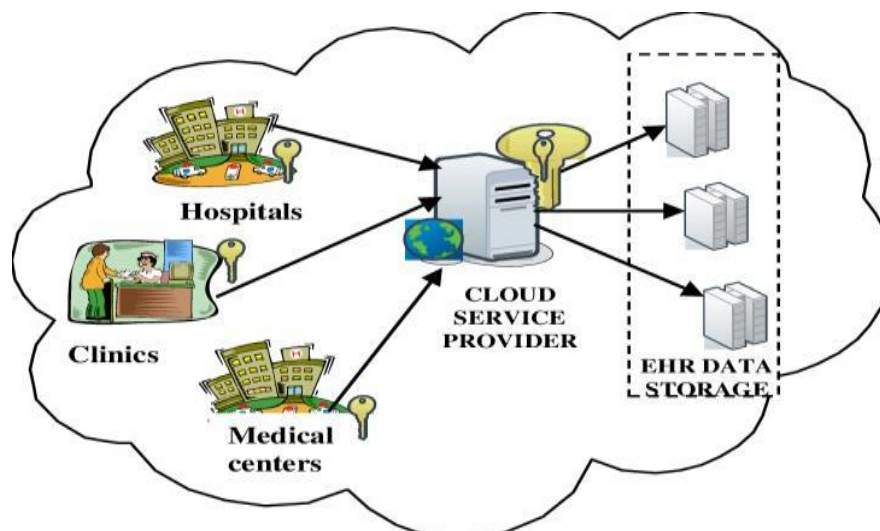 Hospitals
Clinics
Medical
centers
CLOUD
SERVICE
PROVIDER
EHR DATA
STORAGE